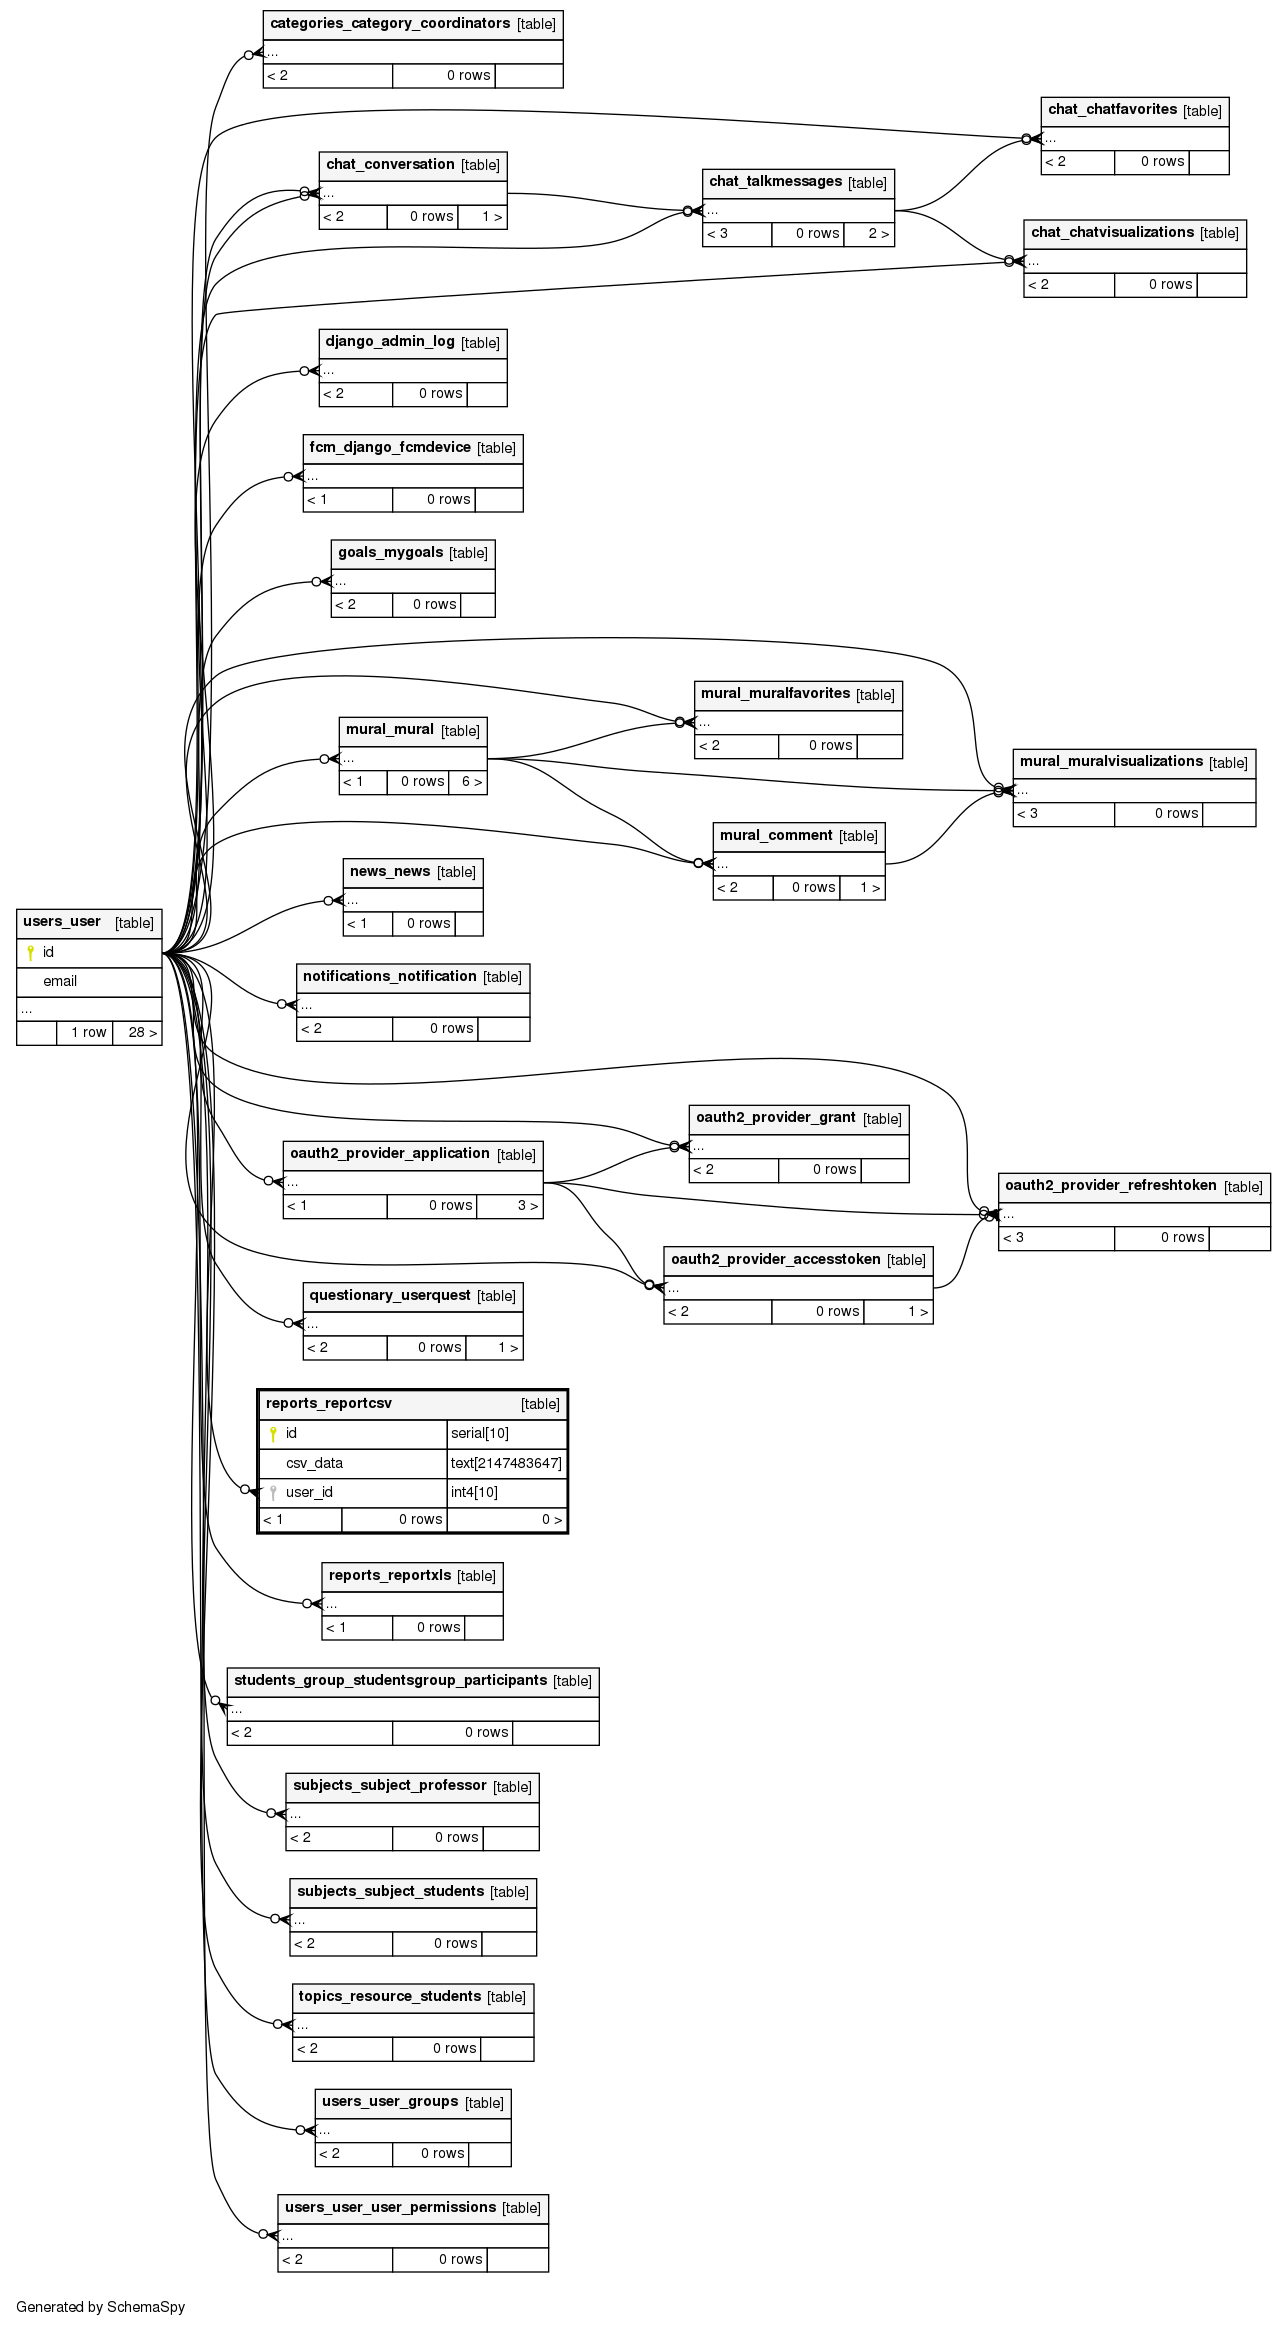 categories_category_coordinators [table]
...
< 2 0 rows
chat_chatfavorites [table]
...
< 2 0 rows
chat_conversation [table]
...
< 2 0 rows 1 >
chat_talkmessages [table]
...
< 3 0 rows 2 >
chat_chatvisualizations [table]
...
< 2 0 rows
django_admin_log [table]
...
< 2 0 rows
fcm_django_fcmdevice [table]
...
< 1 0 rows
goals_mygoals [table]
...
< 2 0 rows
mural_muralfavorites [table]
...
< 2 0 rows
mural_mural [table]
...
< 1 0 rows 6 >
mural_muralvisualizations [table]
...
< 3 0 rows
mural_comment [table]
...
< 2 0 rows 1 >
news_news [table]
...
< 1 0 rows
users_user [table]
id
email
...
1 row 28 >
notifications_notification [table]
...
< 2 0 rows
oauth2_provider_grant [table]
...
< 2 0 rows
oauth2_provider_application [table]
...
< 1 0 rows 3 >
oauth2_provider_refreshtoken [table]
...
< 3 0 rows
oauth2_provider_accesstoken [table]
...
< 2 0 rows 1 >
questionary_userquest [table]
...
< 2 0 rows 1 >
reports_reportcsv [table]
id serial[10]
csv_data text[2147483647]
user_id int4[10]
< 1 0 rows 0 >
reports_reportxls [table]
...
< 1 0 rows
students_group_studentsgroup_participants [table]
...
< 2 0 rows
subjects_subject_professor [table]
...
< 2 0 rows
subjects_subject_students [table]
...
< 2 0 rows
topics_resource_students [table]
...
< 2 0 rows
users_user_groups [table]
...
< 2 0 rows
users_user_user_permissions [table]
...
< 2 0 rows
Generated by SchemaSpy